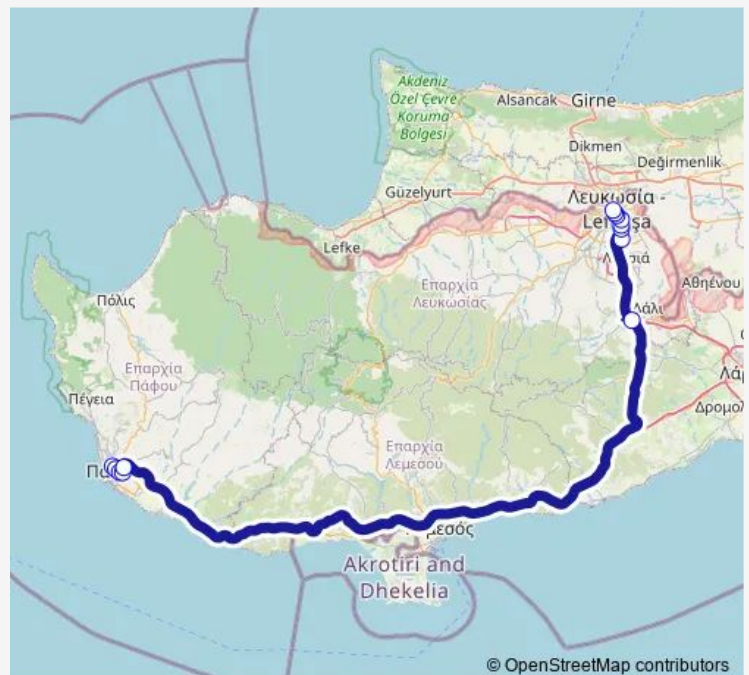 Akdeniz
Özel Çevre
Koruma
Bolgesi
Alsancak
Girne
Dikmen
Değirmenlik
Güzelyurt
Λευκωσία -
Lefke
Επαρχία
Λευκωσίας
Αθηένου
Πόλις
Επαρχία
Πάφου
Πέγεια
Επαρχία
Λεμεσού
Akrotiri and
Dhekelia
© OpenStreetMap contributors